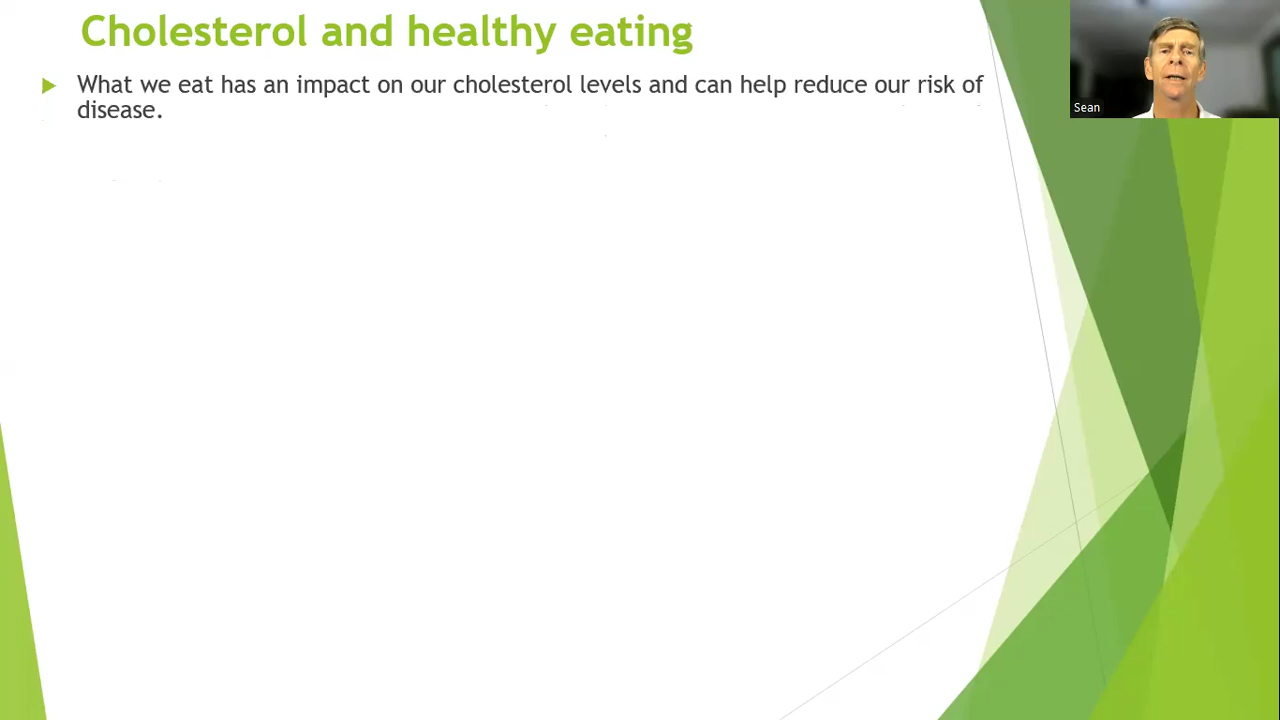 Cholesterol and healthy eating
What we eat has an impact on our cholesterol levels and can help reduce our risk of
disease.
Sean